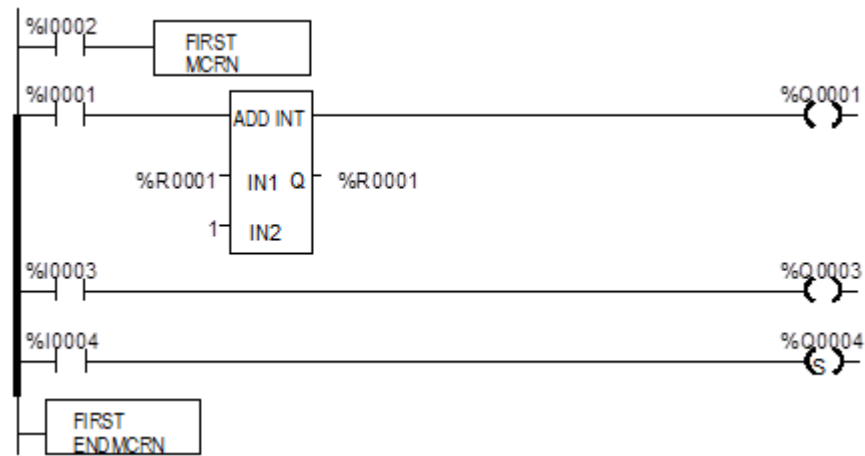 %I0002
FIRST
MCRN
%I0001
%Q0001
ADD INT
%R0001 IN1 Q %R0001
1 IN2
%I0003 %Q0003
%I0004 %Q0004
S
FIRST
ENDMCRN